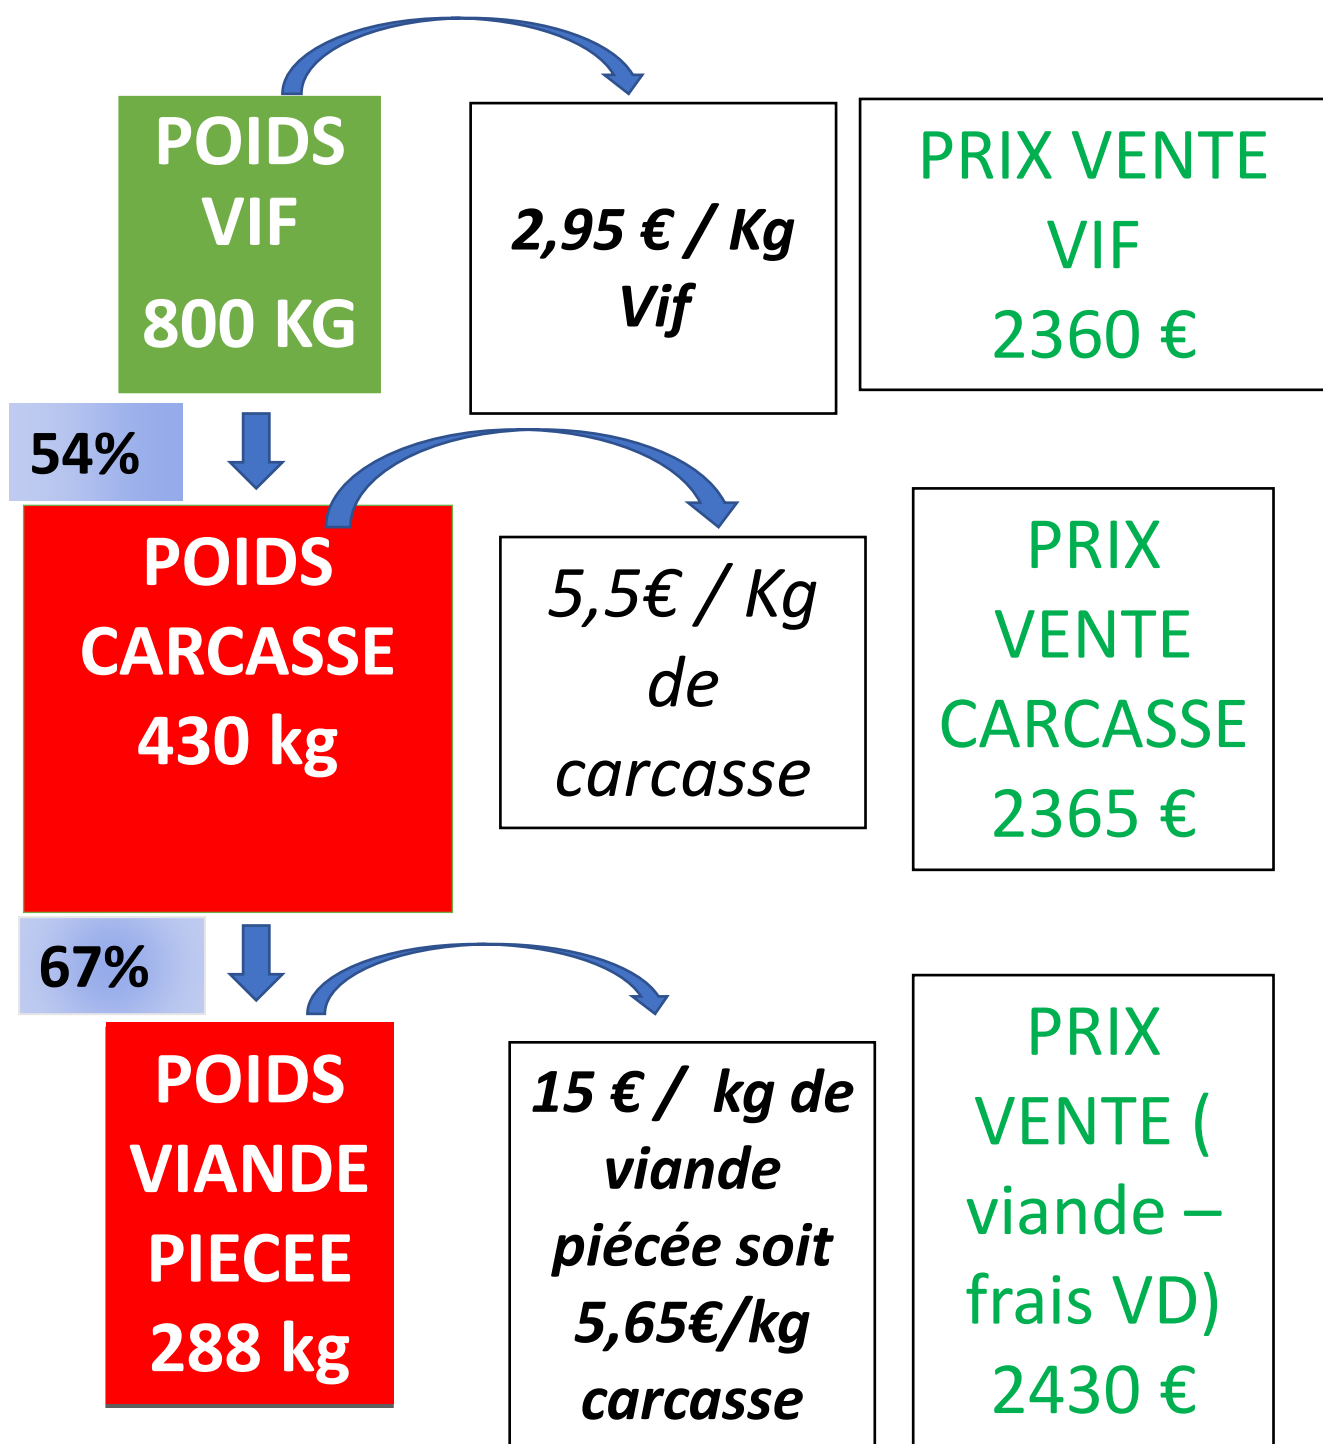 POIDS
VIF
800 KG
2,95 € / Kg
Vif
PRIX VENTE
VIF
2360 €
54%
POIDS
CARCASSE
430 kg
5,5€ / Kg
de
carcasse
PRIX
VENTE
CARCASSE
2365 €
67%
POIDS
VIANDE
PIECEE
288 kg
15 € / kg de
viande
piécée soit
5,65€/kg
carcasse
PRIX
VENTE (
viande –
frais VD)
2430 €